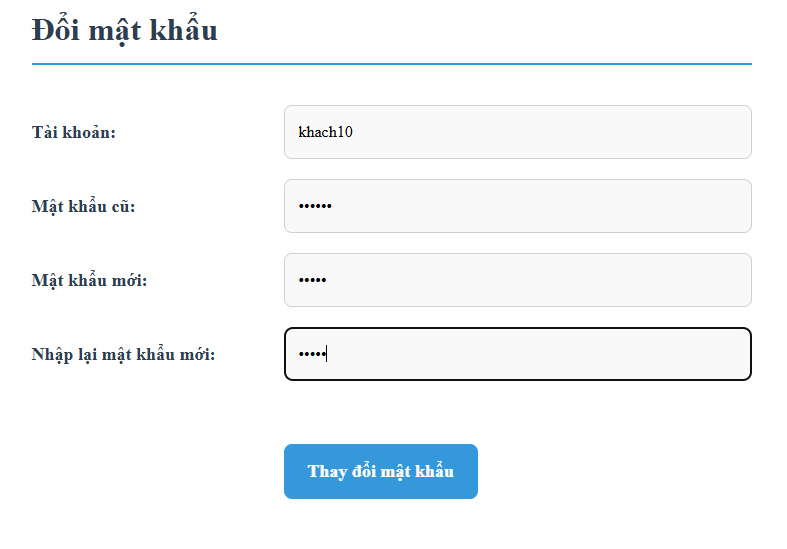 Đổi mật khẩu
Tài khoản: khach10
Mật khẩu cũ: ••••••
Mật khẩu mới: •••••
Nhập lại mật khẩu mới: •••••
Thay đổi mật khẩu